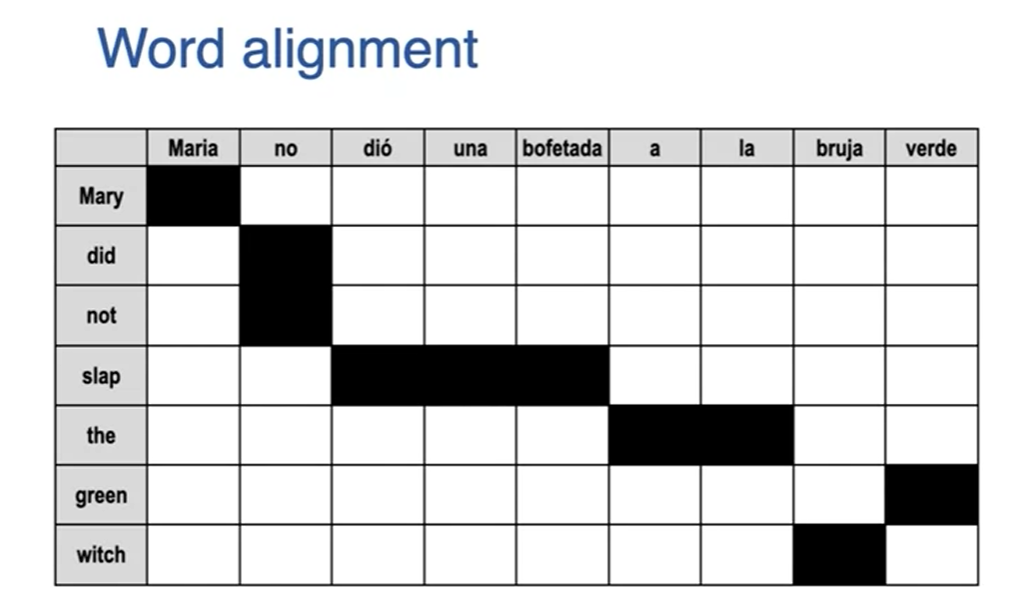 Word alignment
Maria no dió una bofetada a la bruja verde
Mary
did
not
slap
the
green
witch